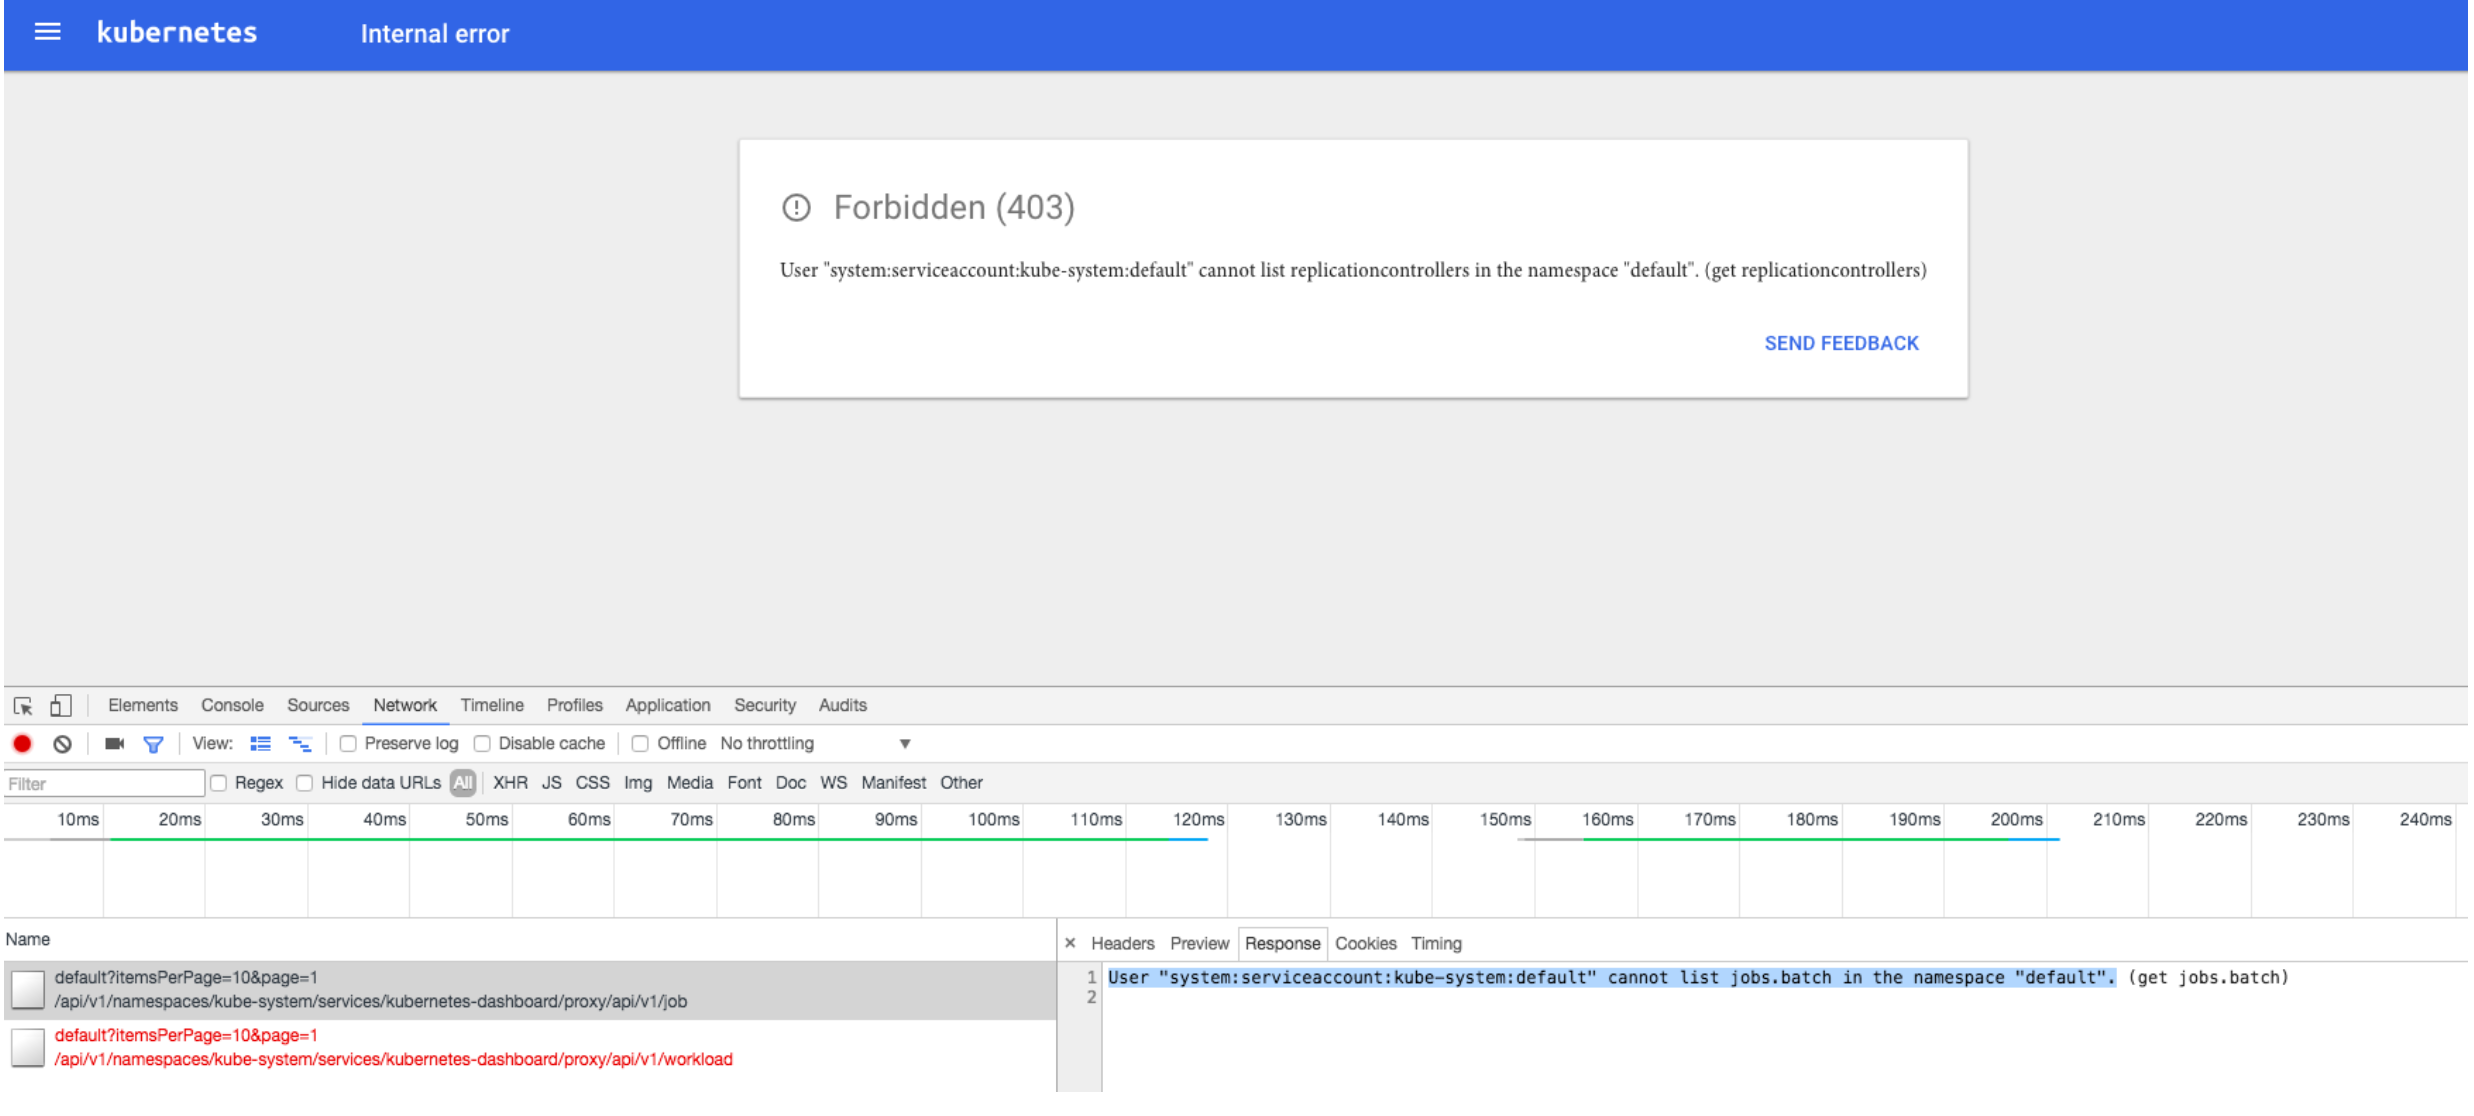 kubernetes Internal error
Forbidden (403)
User "system:serviceaccount:kube-system:default" cannot list replicationcontrollers in the namespace "default". (get replicationcontrollers)
SEND FEEDBACK
Elements Console Sources Network Timeline Profiles Application Security Audits
View: Preserve log Disable cache Offline No throttling
Filter Regex Hide data URLs All XHR JS CSS Img Media Font Doc WS Manifest Other
10ms 20ms 30ms 40ms 50ms 60ms 70ms 80ms 90ms 100ms 110ms 120ms 130ms 140ms 150ms 160ms 170ms 180ms 190ms 200ms 210ms 220ms 230ms 240ms
Name
× Headers Preview Response Cookies Timing
default?itemsPerPage=10&page=1
/api/v1/namespaces/kube-system/services/kubernetes-dashboard/proxy/api/v1/job
default?itemsPerPage=10&page=1
/api/v1/namespaces/kube-system/services/kubernetes-dashboard/proxy/api/v1/workload
1 User "system:serviceaccount:kube-system:default" cannot list jobs.batch in the namespace "default". (get jobs.batch)
2